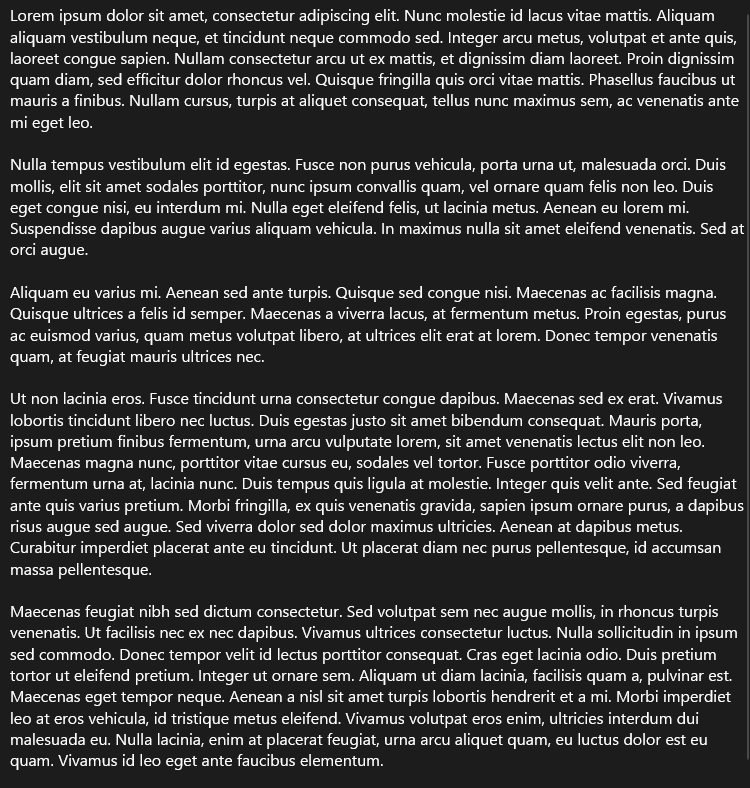 Lorem ipsum dolor sit amet, consectetur adipiscing elit. Nunc molestie id lacus vitae mattis. Aliquam
aliquam vestibulum neque, et tincidunt neque commodo sed. Integer arcu metus, volutpat et ante quis,
laoreet congue sapien. Nullam consectetur arcu ut ex mattis, et dignissim diam laoreet. Proin dignissim
quam diam, sed efficitur dolor rhoncus vel. Quisque fringilla quis orci vitae mattis. Phasellus faucibus ut
mauris a finibus. Nullam cursus, turpis at aliquet consequat, tellus nunc maximus sem, ac venenatis ante
mi eget leo.

Nulla tempus vestibulum elit id egestas. Fusce non purus vehicula, porta urna ut, malesuada orci. Duis
mollis, elit sit amet sodales porttitor, nunc ipsum convallis quam, vel ornare quam felis non leo. Duis
eget congue nisi, eu interdum mi. Nulla eget eleifend felis, ut lacinia metus. Aenean eu lorem mi.
Suspendisse dapibus augue varius aliquam vehicula. In maximus nulla sit amet eleifend venenatis. Sed at
orci augue.

Aliquam eu varius mi. Aenean sed ante turpis. Quisque sed congue nisi. Maecenas ac facilisis magna.
Quisque ultrices a felis id semper. Maecenas a viverra lacus, at fermentum metus. Proin egestas, purus
ac euismod varius, quam metus volutpat libero, at ultrices elit erat at lorem. Donec tempor venenatis
quam, at feugiat mauris ultrices nec.

Ut non lacinia eros. Fusce tincidunt urna consectetur congue dapibus. Maecenas sed ex erat. Vivamus
lobortis tincidunt libero nec luctus. Duis egestas justo sit amet bibendum consequat. Mauris porta,
ipsum pretium finibus fermentum, urna arcu vulputate lorem, sit amet venenatis lectus elit non leo.
Maecenas magna nunc, porttitor vitae cursus eu, sodales vel tortor. Fusce porttitor odio viverra,
fermentum urna at, lacinia nunc. Duis tempus quis ligula at molestie. Integer quis velit ante. Sed feugiat
ante quis varius pretium. Morbi fringilla, ex quis venenatis gravida, sapien ipsum ornare purus, a dapibus
risus augue sed augue. Sed viverra dolor sed dolor maximus ultricies. Aenean at dapibus metus.
Curabitur imperdiet placerat ante eu tincidunt. Ut placerat diam nec purus pellentesque, id accumsan
massa pellentesque.

Maecenas feugiat nibh sed dictum consectetur. Sed volutpat sem nec augue mollis, in rhoncus turpis
venenatis. Ut facilisis nec ex nec dapibus. Vivamus ultrices consectetur luctus. Nulla sollicitudin in ipsum
sed commodo. Donec tempor velit id lectus porttitor consequat. Cras eget lacinia odio. Duis pretium
tortor ut eleifend pretium. Integer ut ornare sem. Aliquam ut diam lacinia, facilisis quam a, pulvinar est.
Maecenas eget tempor neque. Aenean a nisl sit amet turpis lobortis hendrerit et a mi. Morbi imperdiet
leo at eros vehicula, id tristique metus eleifend. Vivamus volutpat eros enim, ultricies interdum dui
malesuada eu. Nulla lacinia, enim at placerat feugiat, urna arcu aliquet quam, eu luctus dolor est eu
quam. Vivamus id leo eget ante faucibus elementum.